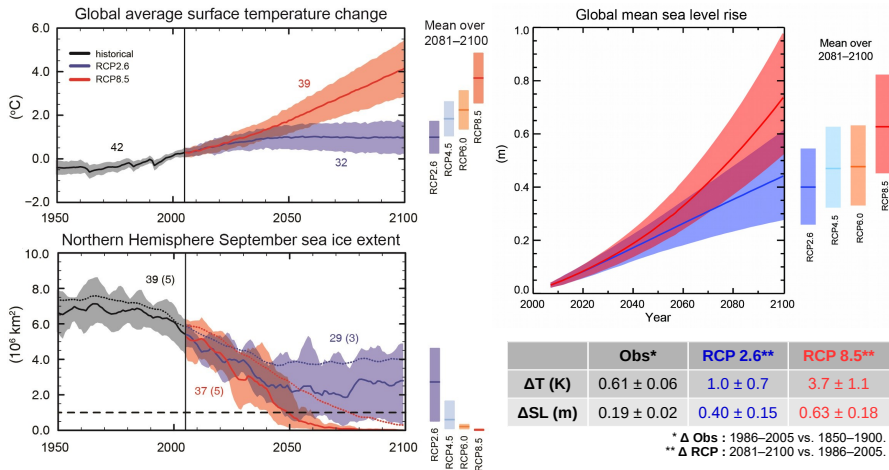 Global average surface temperature change
Mean over
2081–2100
6.0
4.0
2.0
0.0
−2.0
(°C)
historical
RCP2.6
RCP8.5
42
39
32
1950
2000
2050
2100
RCP2.6
RCP4.5
RCP6.0
RCP8.5
Northern Hemisphere September sea ice extent
10.0
8.0
6.0
4.0
2.0
0.0
(10⁶ km²)
39 (5)
29 (3)
37 (5)
1950
2000
2050
2100
RCP2.6
RCP4.5
RCP6.0
RCP8.5
Global mean sea level rise
Mean over
2081–2100
1.0
0.8
0.6
0.4
0.2
0.0
(m)
2000
2020
2040
2060
2080
2100
Year
RCP2.6
RCP4.5
RCP6.0
RCP8.5
Obs* RCP 2.6** RCP 8.5**
ΔT (K) 0.61 ± 0.06 1.0 ± 0.7 3.7 ± 1.1
ΔSL (m) 0.19 ± 0.02 0.40 ± 0.15 0.63 ± 0.18
* Δ Obs : 1986–2005 vs. 1850–1900.
** Δ RCP : 2081–2100 vs. 1986–2005.